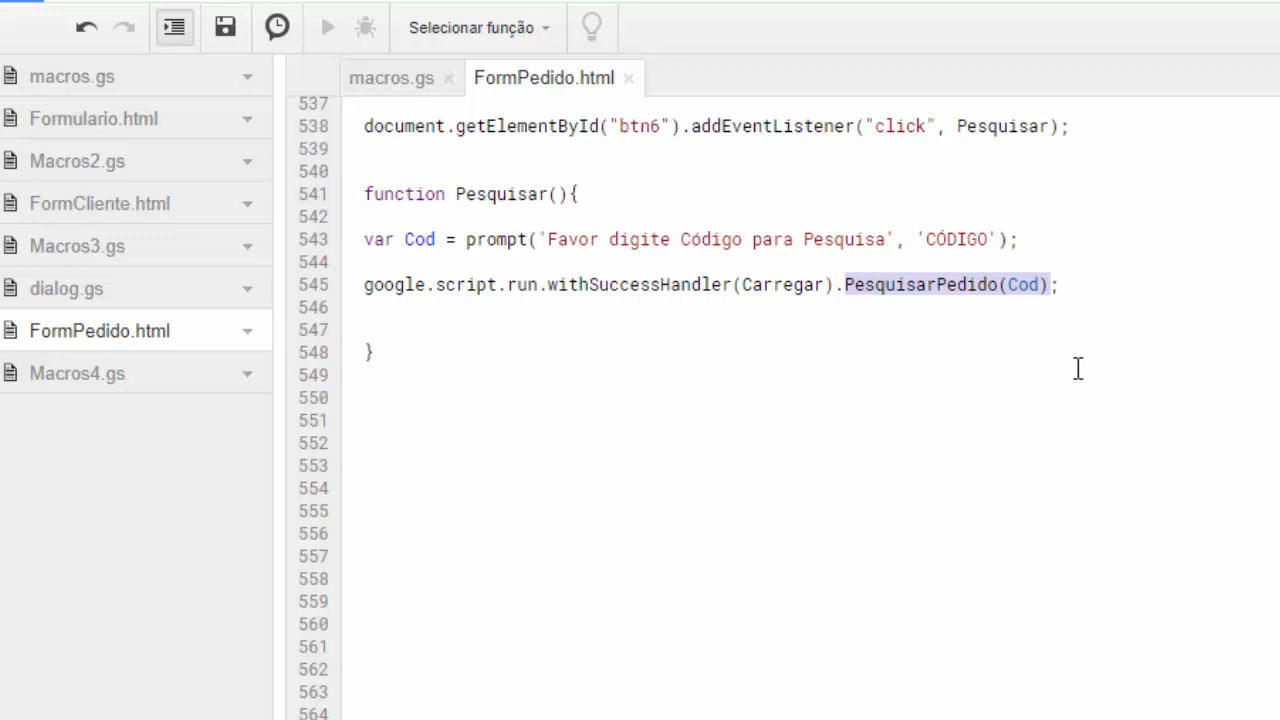 Selecionar função
macros.gs
Formulario.html
Macros2.gs
FormCliente.html
Macros3.gs
dialog.gs
FormPedido.html
Macros4.gs
macros.gs × FormPedido.html ×
537
538 document.getElementById("btn6").addEventListener("click", Pesquisar);
539
540
541 function Pesquisar(){
542
543 var Cod = prompt('Favor digite Código para Pesquisa', 'CÓDIGO');
544
545 google.script.run.withSuccessHandler(Carregar).PesquisarPedido(Cod);
546
547
548 }
549
550
551
552
553
554
555
556
557
558
559
560
561
562
563
564